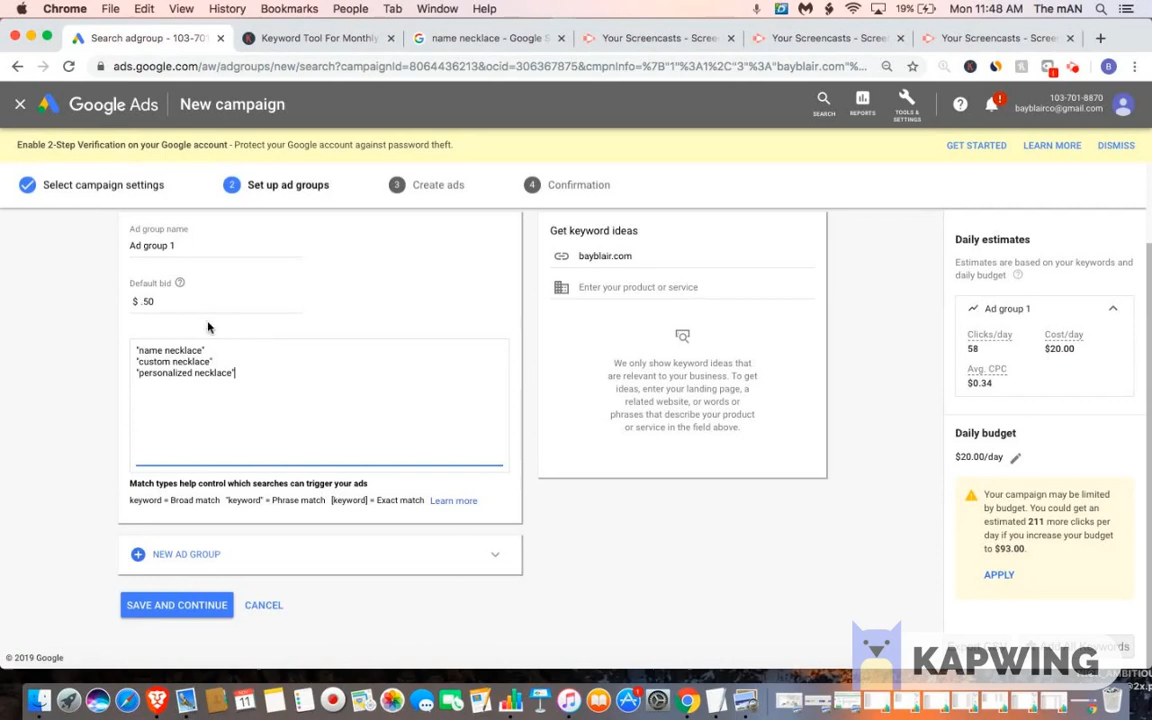 Chrome File Edit View History Bookmarks People Tab Window Help 19% Mon 11:48 AM The mAN
Search adgroup - 103-701 Keyword Tool For Monthly name necklace - Google S Your Screencasts - Scree Your Screencasts - Scree Your Screencasts - Scree
ads.google.com/aw/adgroups/new/search?campaignId=8064436213&ocid=306367875&cmpnInfo=%7B"1"%3A1%2C"3"%3A"bayblair.com"%... B
Google Ads New campaign SEARCH REPORTS TOOLS & SETTINGS 103-701-8870
bayblairco@gmail.com
Enable 2-Step Verification on your Google account - Protect your Google account against password theft. GET STARTED LEARN MORE DISMISS
Select campaign settings 2 Set up ad groups 3 Create ads 4 Confirmation
Ad group name
Ad group 1
Default bid
$ .50
"name necklace"
"custom necklace"
"personalized necklace"
Match types help control which searches can trigger your ads
keyword = Broad match "keyword" = Phrase match [keyword] = Exact match Learn more
NEW AD GROUP
SAVE AND CONTINUE CANCEL
© 2019 Google
Get keyword ideas
bayblair.com
Enter your product or service
We only show keyword ideas that
are relevant to your business. To get
ideas, enter your landing page, a
related website, or words or
phrases that describe your product
or service in the field above.
Daily estimates
Estimates are based on your keywords and
daily budget
Ad group 1
Clicks/day Cost/day
58 $20.00
Avg. CPC
$0.34
Daily budget
$20.00/day
Your campaign may be limited
by budget. You could get an
estimated 211 more clicks per
day if you increase your budget
to $93.00.
APPLY
KAPWING